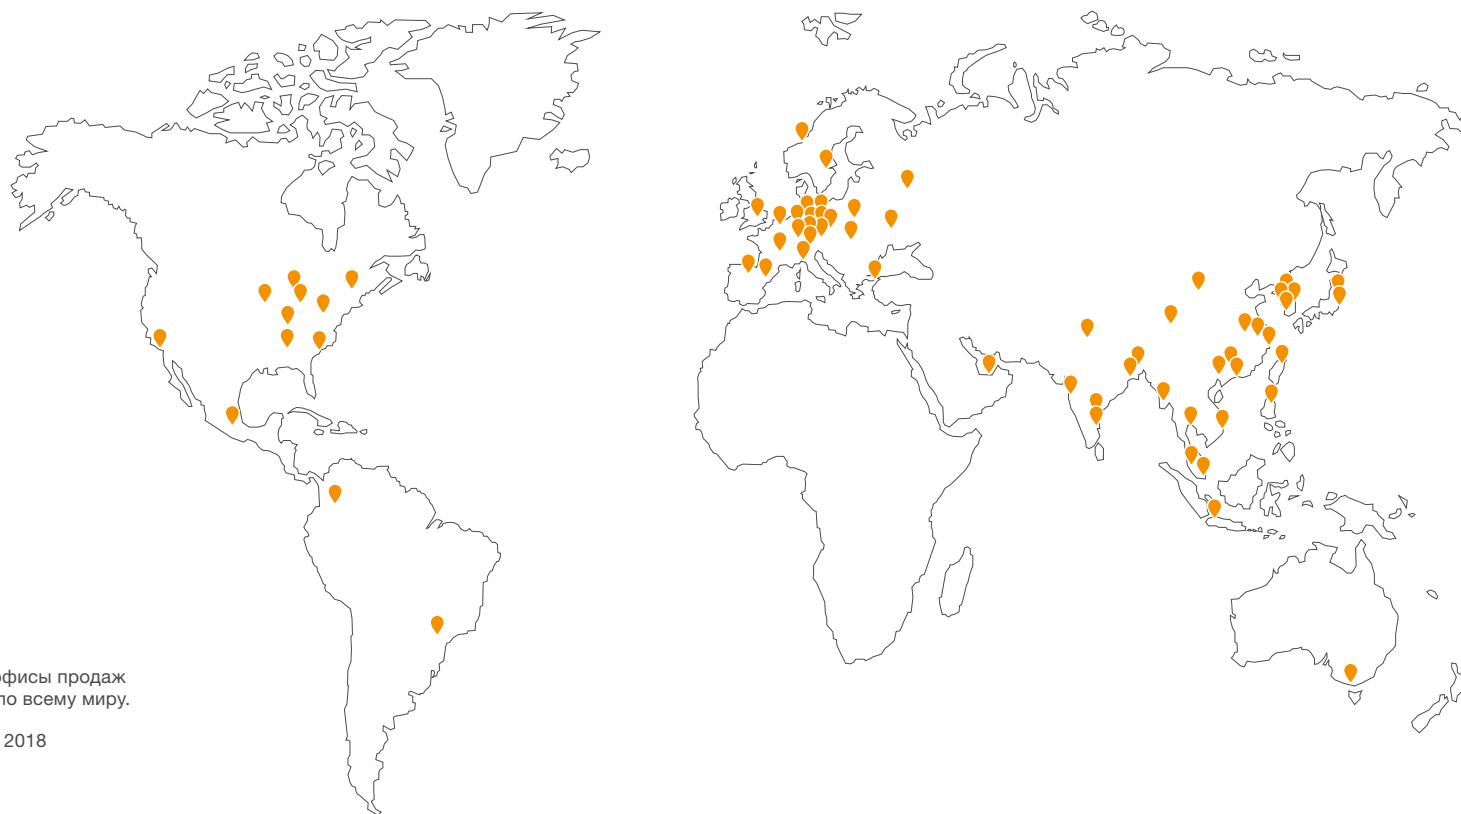 офисы продаж
по всему миру.
2018